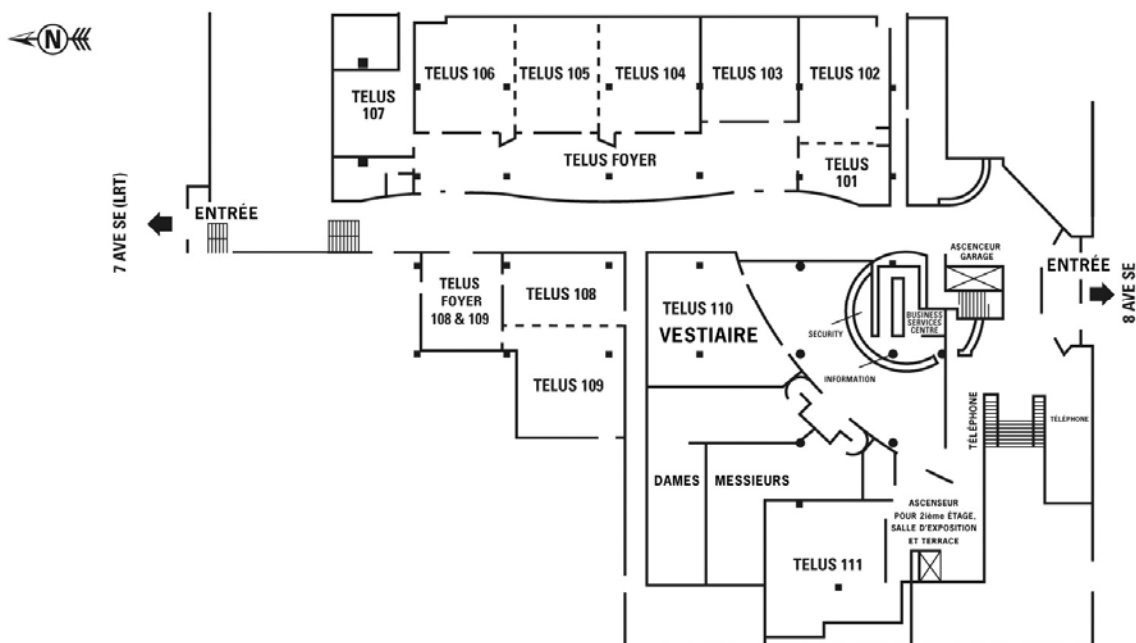 N
TELUS 106
TELUS 105
TELUS 104
TELUS 103
TELUS 102
TELUS
107
TELUS FOYER
TELUS
101
7 AVE SE (LRT)
ENTRÉE
ASCENCEUR
GARAGE
ENTRÉE
8 AVE SE
TELUS
FOYER
108 & 109
TELUS 108
TELUS 110
VESTIAIRE
SECURITY
BUSINESS
SERVICES
CENTRE
INFORMATION
TELUS 109
TÉLÉPHONE
TÉLÉPHONE
DAMES
MESSIEURS
ASCENSEUR
POUR 2ième ÉTAGE,
SALLE D'EXPOSITION
ET TERRACE
TELUS 111